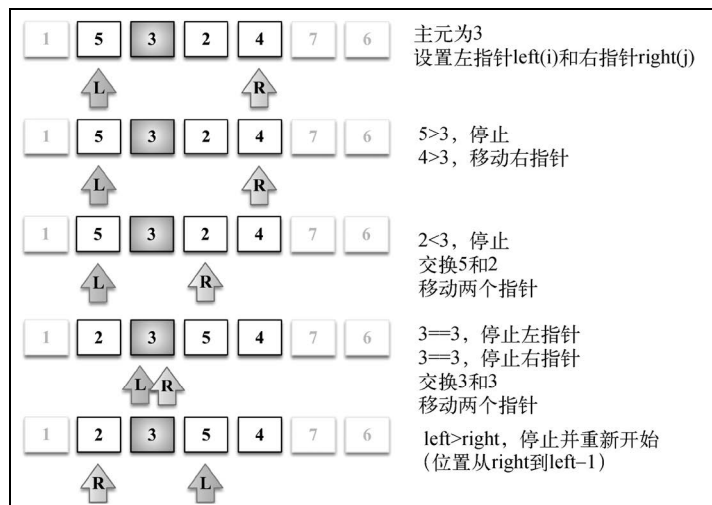 1 5 3 2 4 7 6
主元为3
设置左指针left(i)和右指针right(j)
L R
1 5 3 2 4 7 6
5>3，停止
4>3，移动右指针
L R
1 5 3 2 4 7 6
2<3，停止
交换5和2
移动两个指针
L R
1 2 3 5 4 7 6
3==3，停止左指针
3==3，停止右指针
交换3和3
移动两个指针
L R
1 2 3 5 4 7 6
left>right，停止并重新开始
（位置从right到left–1）
R L